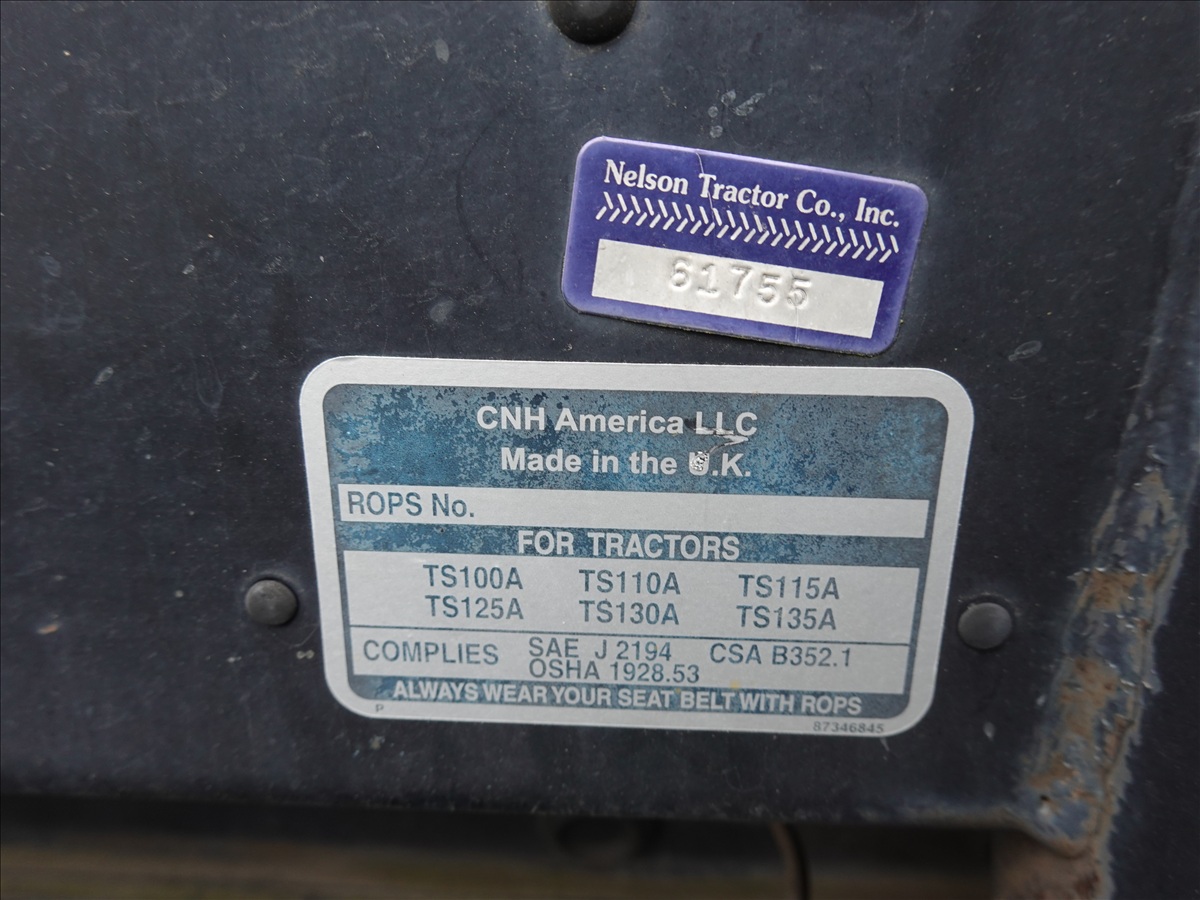 Nelson Tractor Co., Inc.
61755
CNH America LLC
Made in the U.K.
ROPS No.
FOR TRACTORS
TS100A TS110A TS115A
TS125A TS130A TS135A
COMPLIES SAE J 2194 CSA B352.1
OSHA 1928.53
ALWAYS WEAR YOUR SEAT BELT WITH ROPS
P 87346845